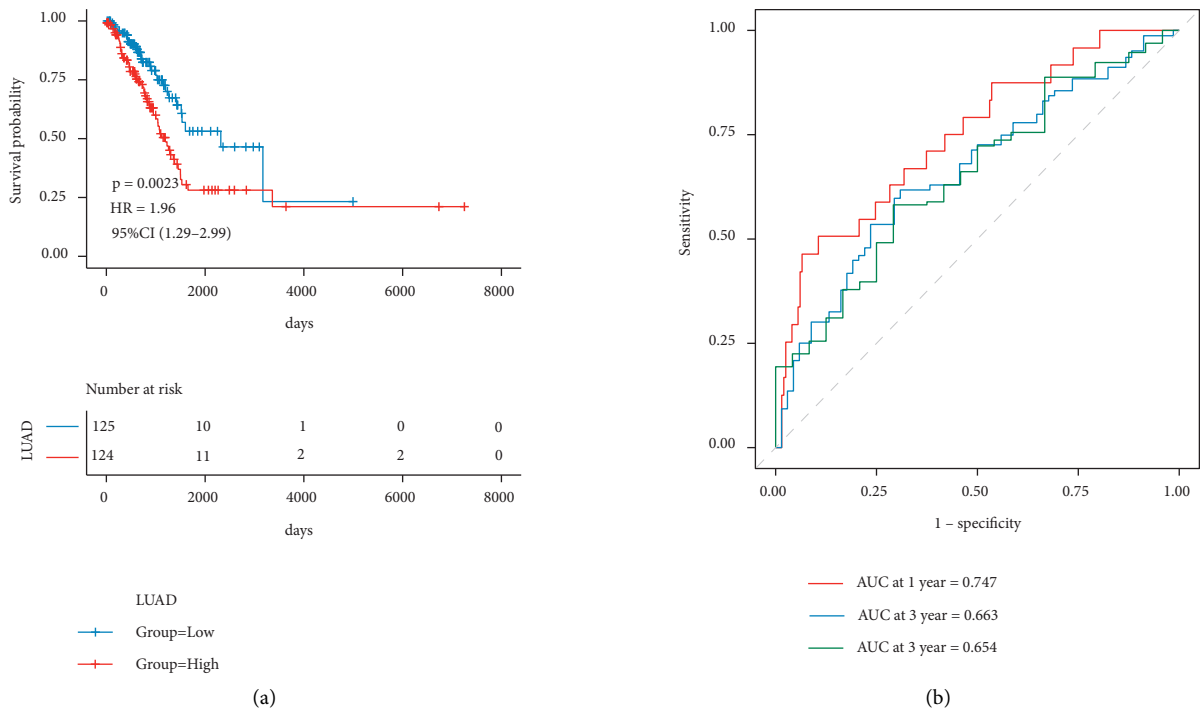 1.00
0.75
0.50
0.25
0.00
Survival probability
p = 0.0023
HR = 1.96
95%CI (1.29–2.99)
0 2000 4000 6000 8000
days
Number at risk
LUAD
125 10 1 0 0
124 11 2 2 0
0 2000 4000 6000 8000
days
LUAD
Group=Low
Group=High
(a)
1.00
0.75
0.50
0.25
0.00
Sensitivity
0.00 0.25 0.50 0.75 1.00
1 – specificity
AUC at 1 year = 0.747
AUC at 3 year = 0.663
AUC at 3 year = 0.654
(b)